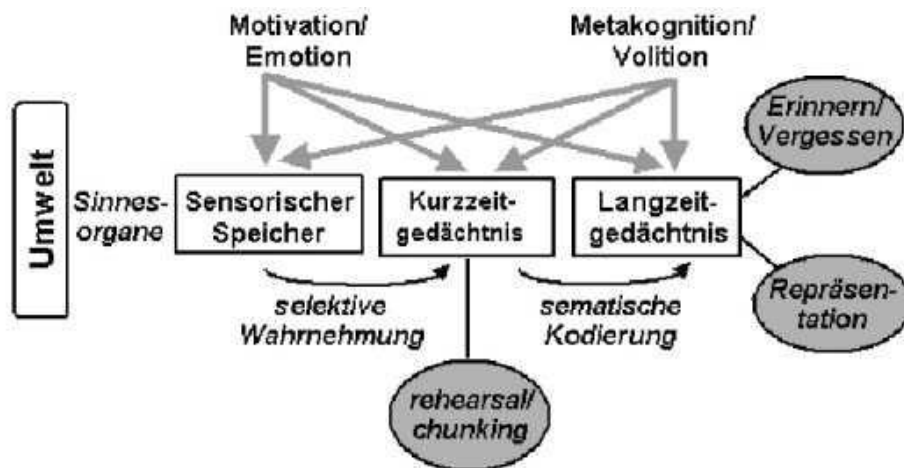 Motivation/
Emotion
Metakognition/
Volition
Erinnern/
Vergessen
Umwelt
Sinnes-
organe
Sensorischer
Speicher
Kurzzeit-
gedächtnis
Langzeit-
gedächtnis
selektive
Wahrnehmung
sematische
Kodierung
Repräsen-
tation
rehearsal/
chunking